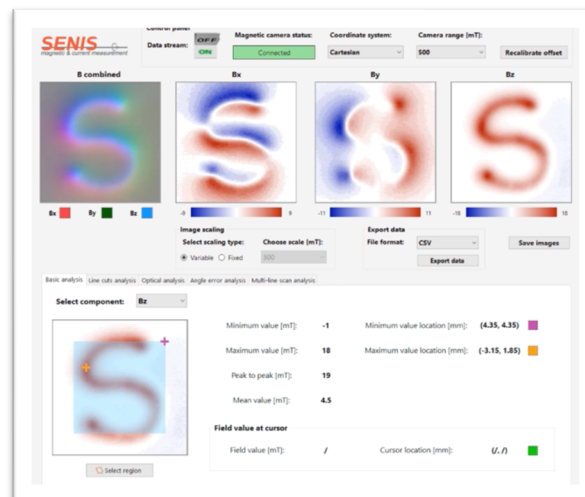 Control panel
SENIS
magnetic & current measurement
Data stream:
OFF
ON
Magnetic camera status:
Connected
Coordinate system:
Cartesian
Camera range [mT]:
500
Recalibrate offset
B combined
Bx
By
Bz
Bx By Bz
-9 9
-11 11
-18 18
Image scaling
Select scaling type:
Choose scale [mT]:
Variable Fixed
300
Export data
File format:
CSV
Export data
Save images
Basic analysis Line cuts analysis Optical analysis Angle error analysis Multi-line scan analysis
Select component: Bz
Minimum value [mT]: -1 Minimum value location [mm]: (4.35, 4.35)
Maximum value [mT]: 18 Maximum value location [mm]: (-3.15, 1.85)
Peak to peak [mT]: 19
Mean value [mT]: 4.5
Field value at cursor
Field value [mT]: / Cursor location [mm]: (/, /)
Select region